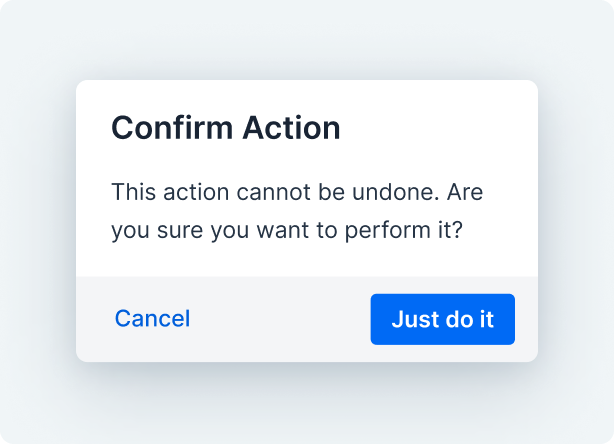 Confirm Action
This action cannot be undone. Are
you sure you want to perform it?
Cancel
Just do it